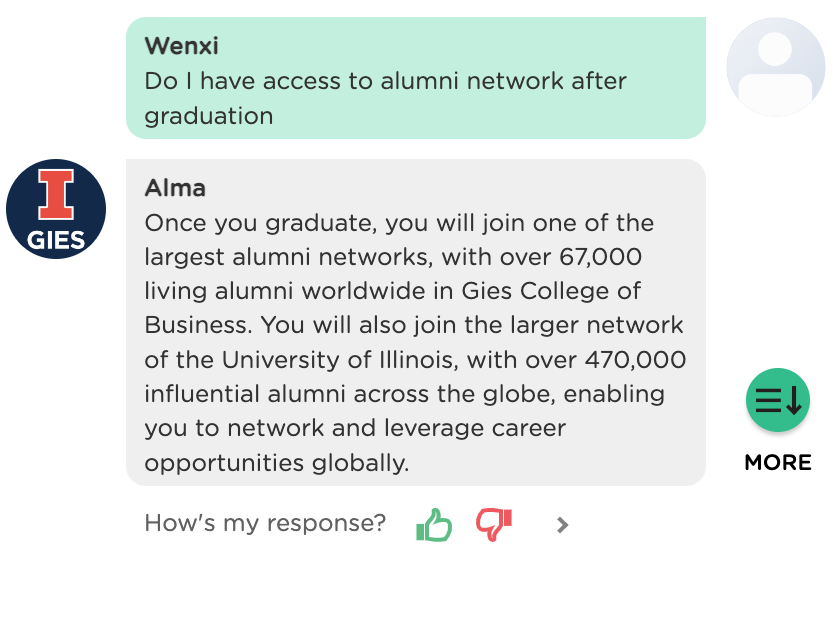 Wenxi
Do I have access to alumni network after
graduation
Alma
Once you graduate, you will join one of the
largest alumni networks, with over 67,000
living alumni worldwide in Gies College of
Business. You will also join the larger network
of the University of Illinois, with over 470,000
influential alumni across the globe, enabling
you to network and leverage career
opportunities globally.
I
GIES
MORE
How's my response?